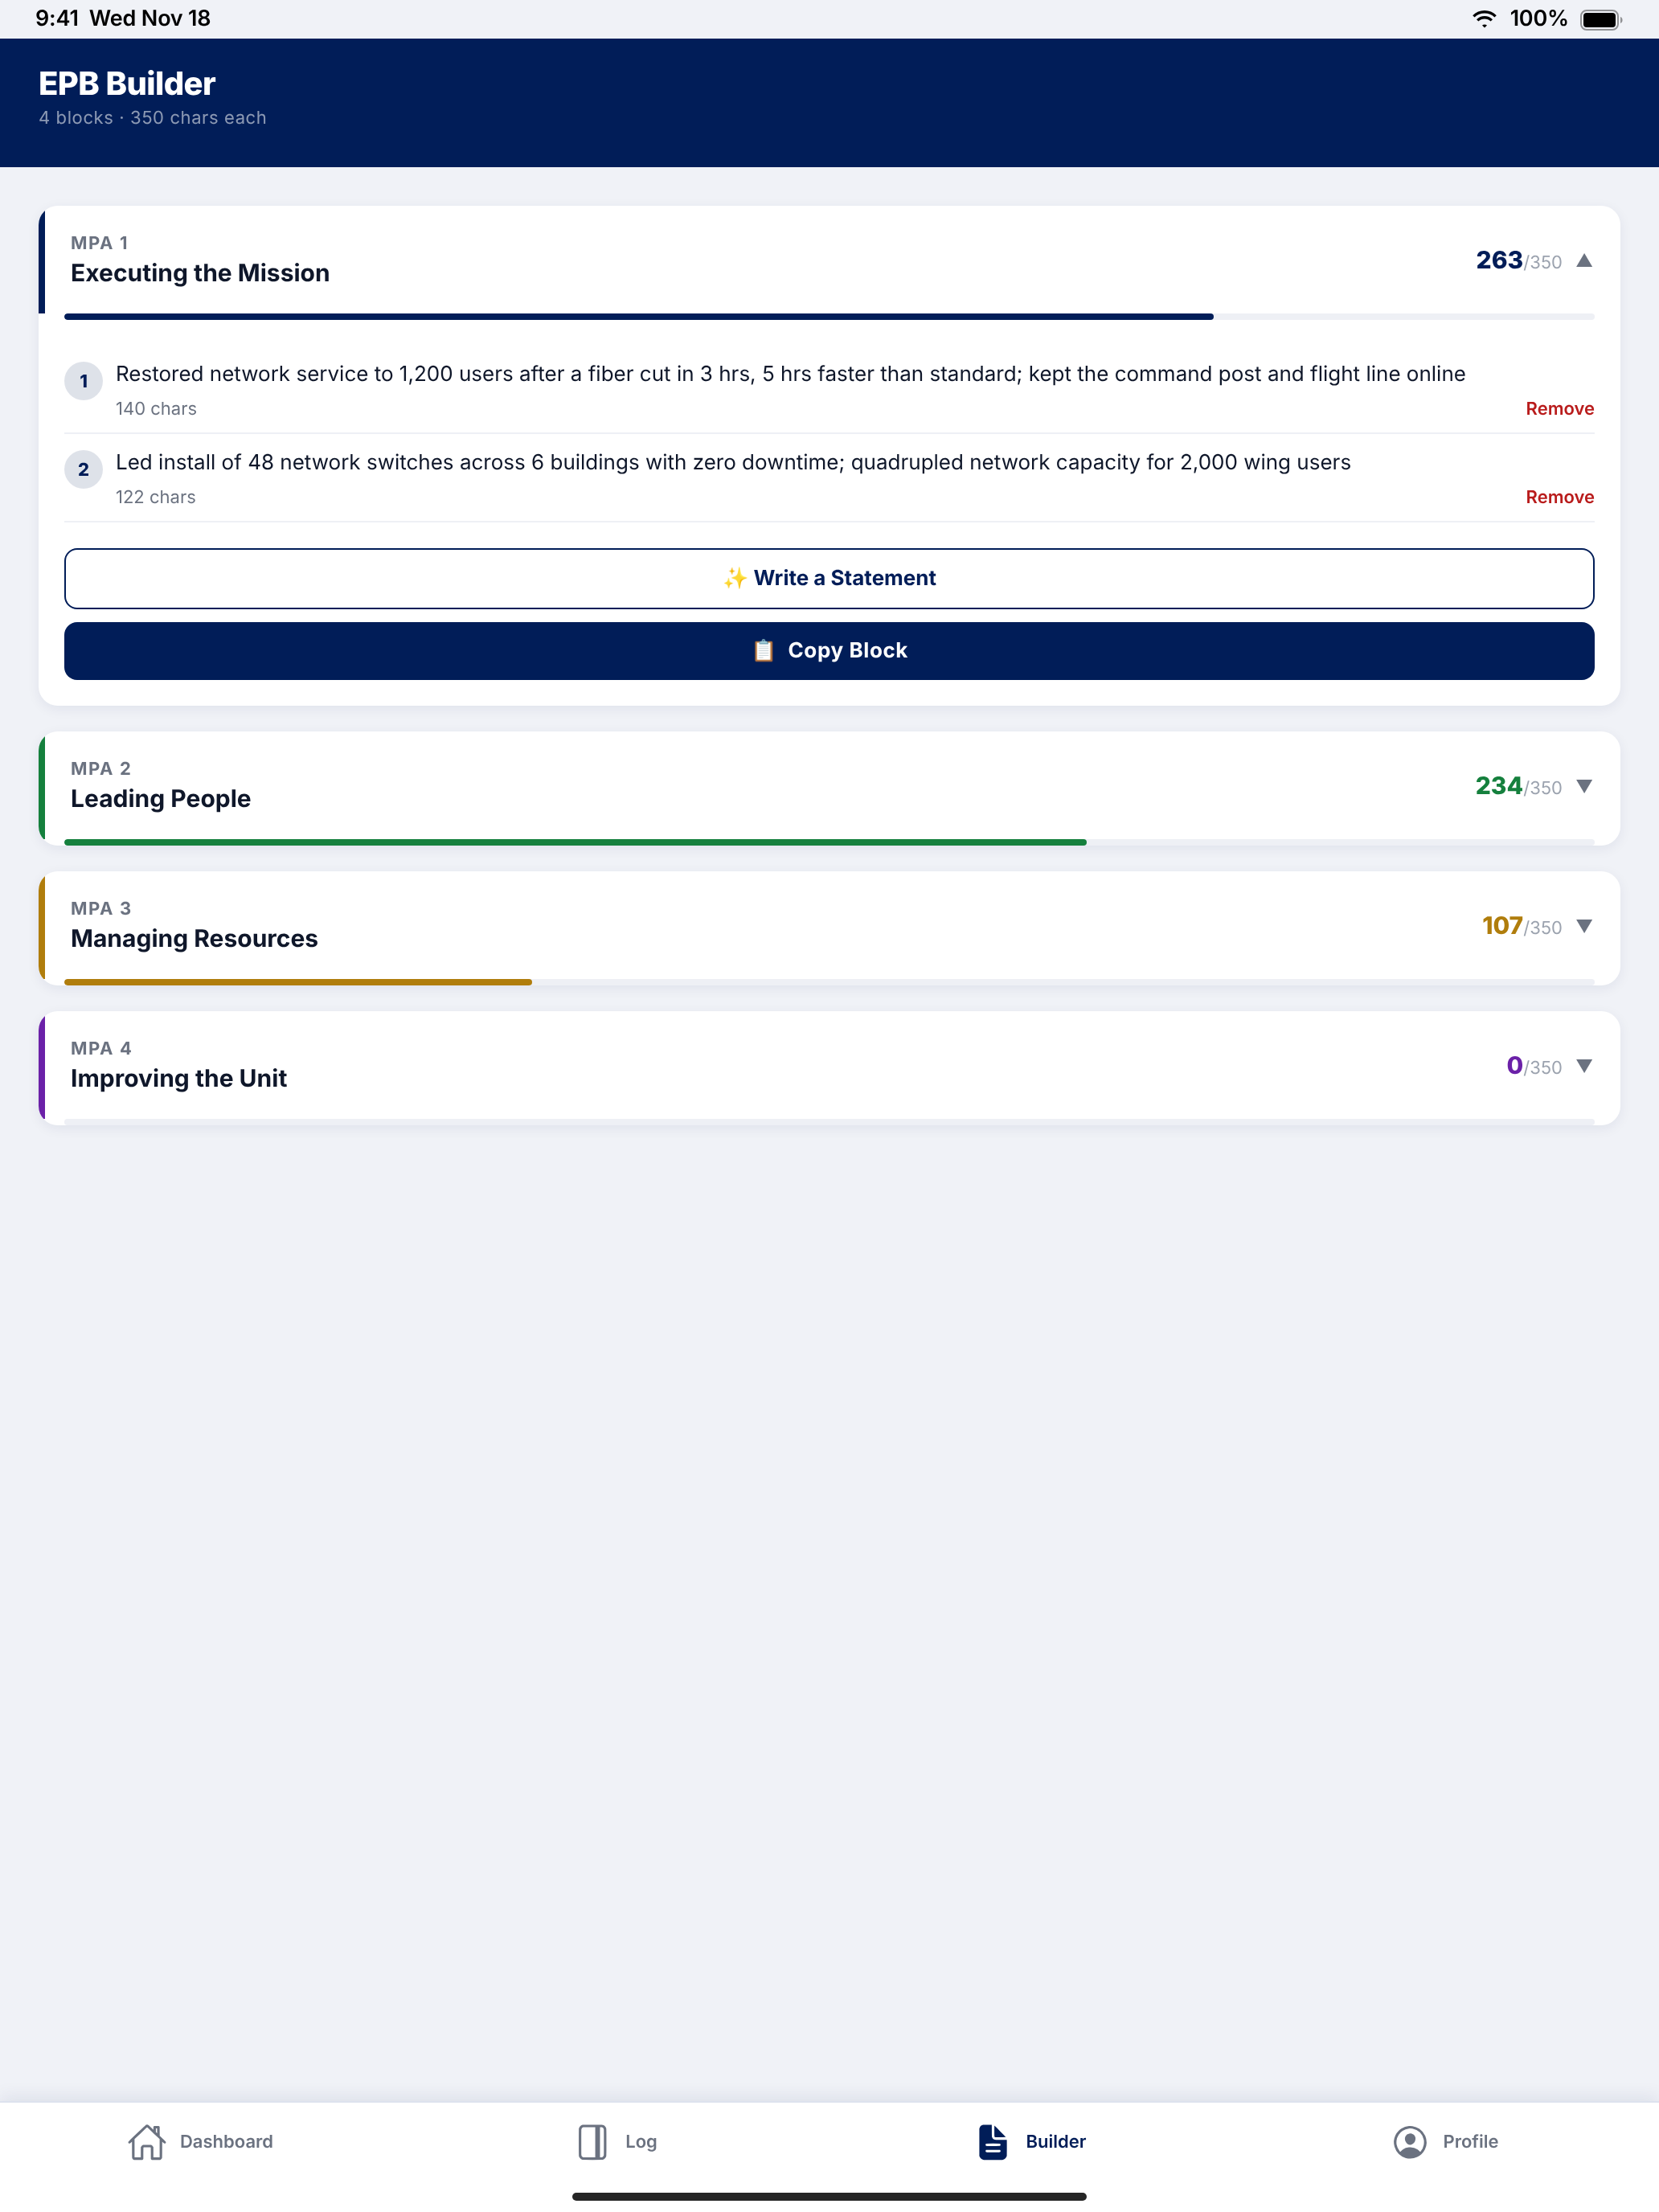 9:41 Wed Nov 18
100%
EPB Builder
4 blocks · 350 chars each
MPA 1
Executing the Mission
263/350 ▲
1 Restored network service to 1,200 users after a fiber cut in 3 hrs, 5 hrs faster than standard; kept the command post and flight line online
140 chars
Remove
2 Led install of 48 network switches across 6 buildings with zero downtime; quadrupled network capacity for 2,000 wing users
122 chars
Remove
✨ Write a Statement
📋 Copy Block
MPA 2
Leading People
234/350 ▼
MPA 3
Managing Resources
107/350 ▼
MPA 4
Improving the Unit
0/350 ▼
Dashboard
Log
Builder
Profile